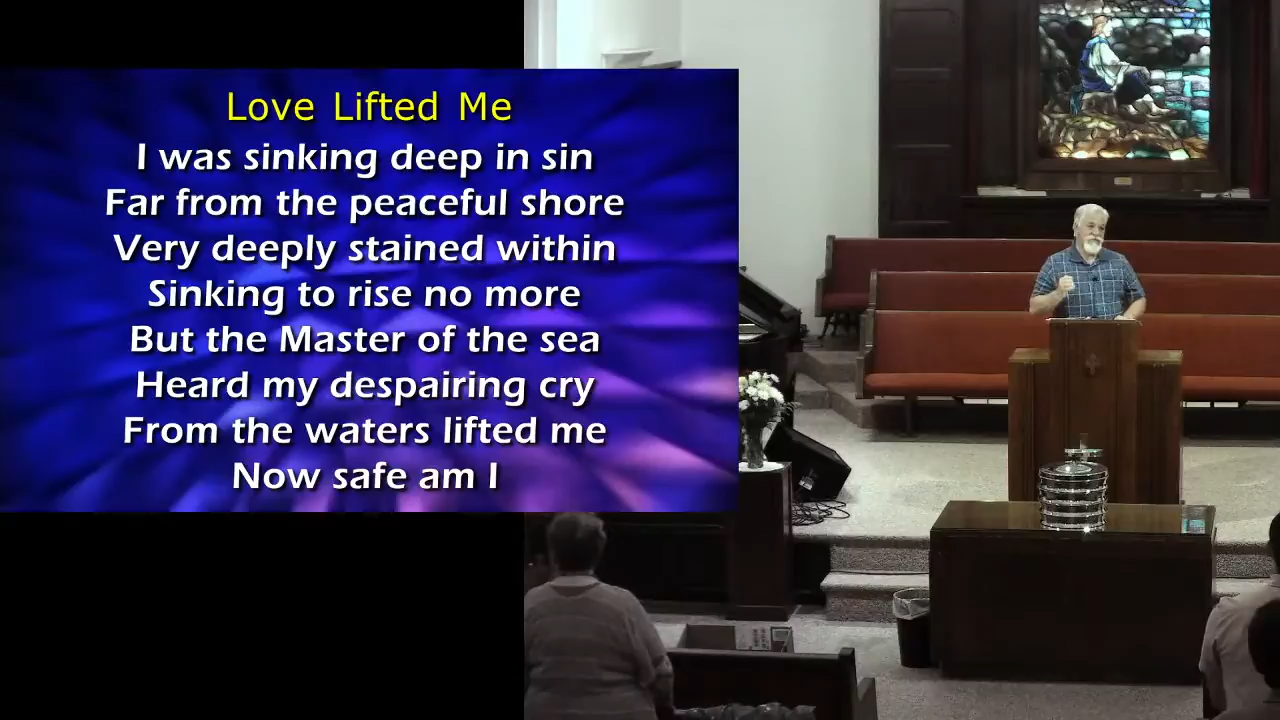 Love Lifted Me
I was sinking deep in sin
Far from the peaceful shore
Very deeply stained within
Sinking to rise no more
But the Master of the sea
Heard my despairing cry
From the waters lifted me
Now safe am I